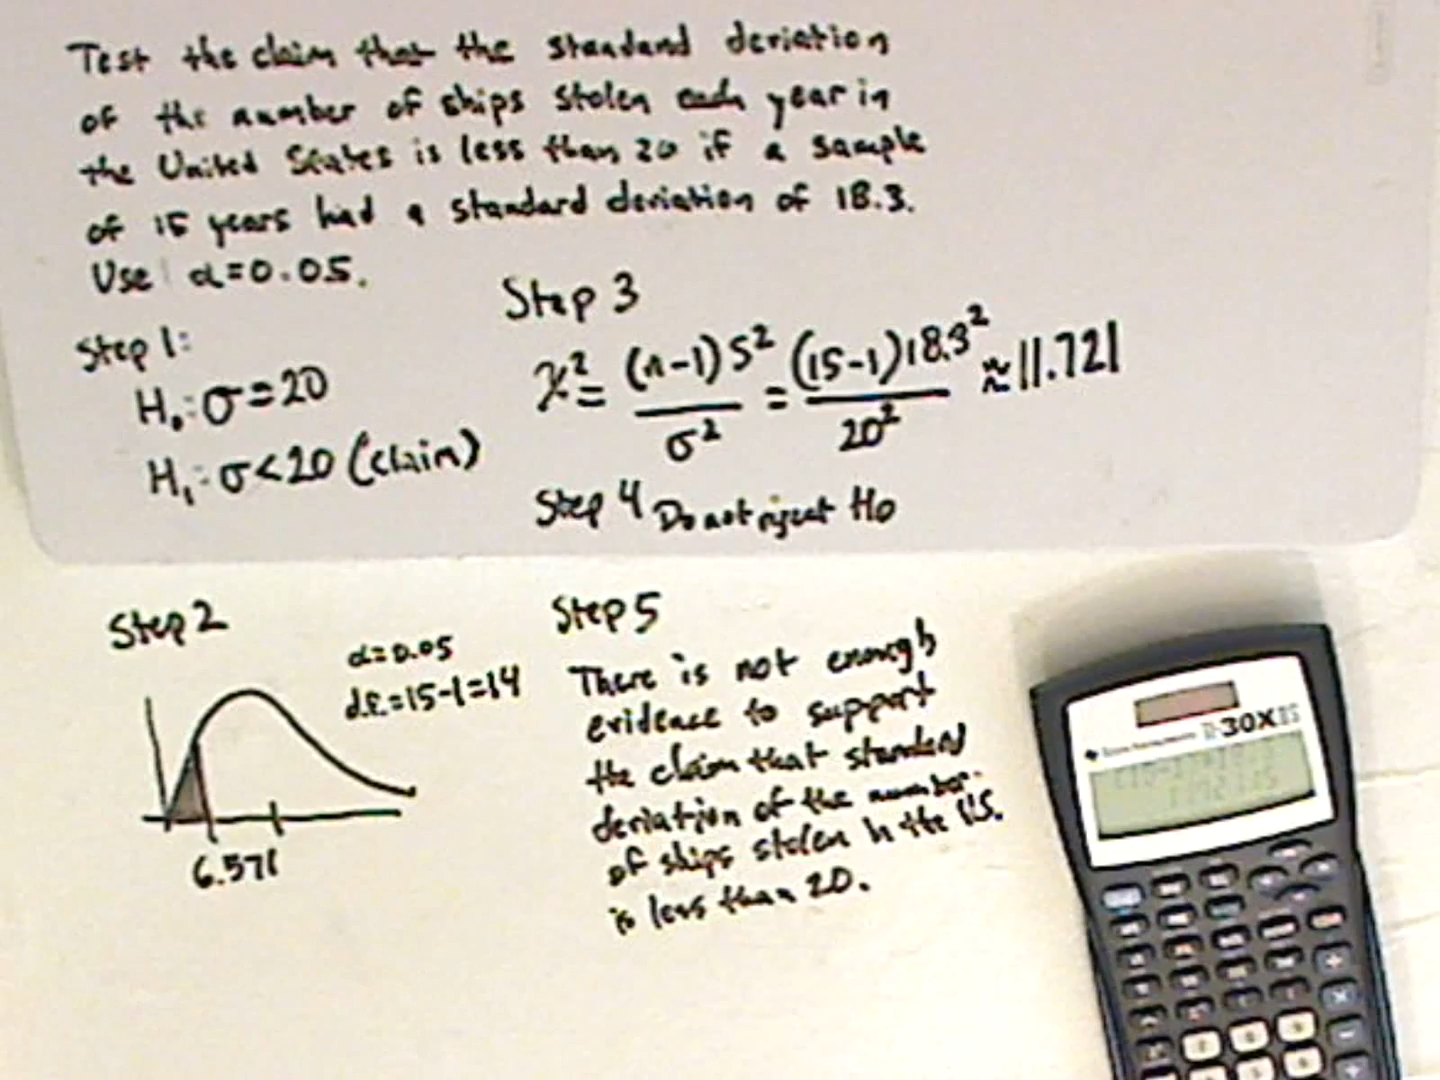 Test the claim that the standard deviation
of the number of ships stolen each year in
the United States is less than 20 if a sample
of 15 years had a standard deviation of 18.3.
Use α=0.05.
Step 1:
H₀: σ=20
H₁: σ<20 (claim)
Step 2
α=0.05
d.f.=15-1=14
6.571
Step 3
χ² = (n-1)S²/σ² = (15-1)18.3²/20² ≈ 11.721
Step 4 Do not reject Ho
Step 5
There is not enough
evidence to support
the claim that standard
deviation of the number
of ships stolen in the U.S.
is less than 20.
TI-30X IIS